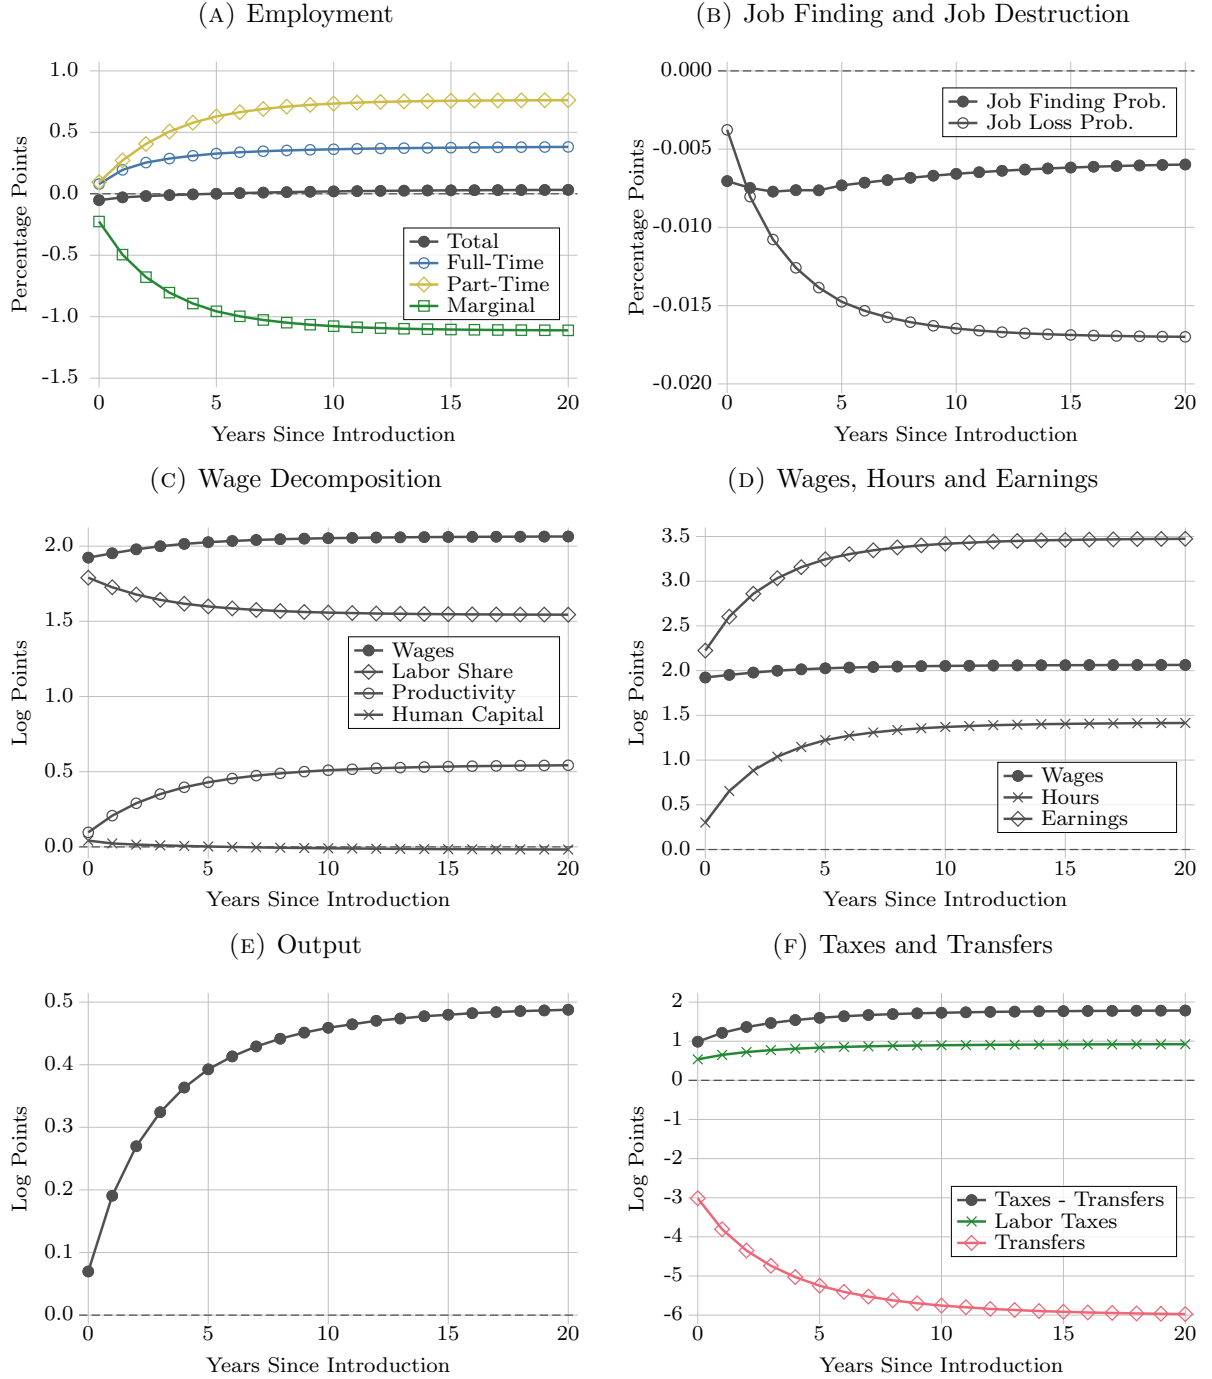 (A) Employment
1.0
0.5
0.0
-0.5
-1.0
-1.5
Percentage Points
Total
Full-Time
Part-Time
Marginal
0 5 10 15 20
Years Since Introduction
(B) Job Finding and Job Destruction
0.000
-0.005
-0.010
-0.015
-0.020
Percentage Points
Job Finding Prob.
Job Loss Prob.
0 5 10 15 20
Years Since Introduction
(C) Wage Decomposition
2.0
1.5
1.0
0.5
0.0
Log Points
Wages
Labor Share
Productivity
Human Capital
0 5 10 15 20
Years Since Introduction
(D) Wages, Hours and Earnings
3.5
3.0
2.5
2.0
1.5
1.0
0.5
0.0
Log Points
Wages
Hours
Earnings
0 5 10 15 20
Years Since Introduction
(E) Output
0.5
0.4
0.3
0.2
0.1
0.0
Log Points
0 5 10 15 20
Years Since Introduction
(F) Taxes and Transfers
2
1
0
-1
-2
-3
-4
-5
-6
Log Points
Taxes - Transfers
Labor Taxes
Transfers
0 5 10 15 20
Years Since Introduction